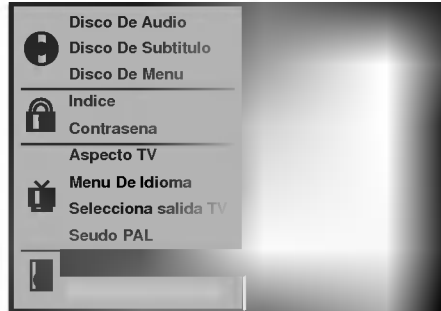 Disco De Audio
Disco De Subtitulo
Disco De Menu
Indice
Contrasena
Aspecto TV
Menu De Idioma
Selecciona salida TV
Seudo PAL